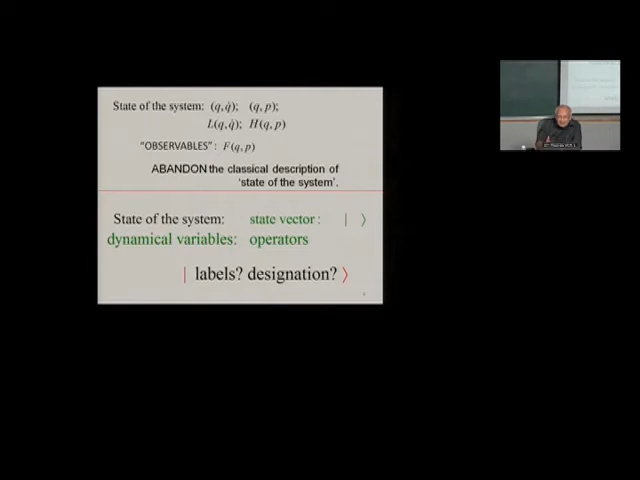 State of the system: (q, q̇); (q, p);
L(q, q̇); H(q, p)
"OBSERVABLES": F(q, p)
ABANDON the classical description of
'state of the system'.
State of the system: state vector : | ⟩
dynamical variables: operators
| labels? designation? ⟩